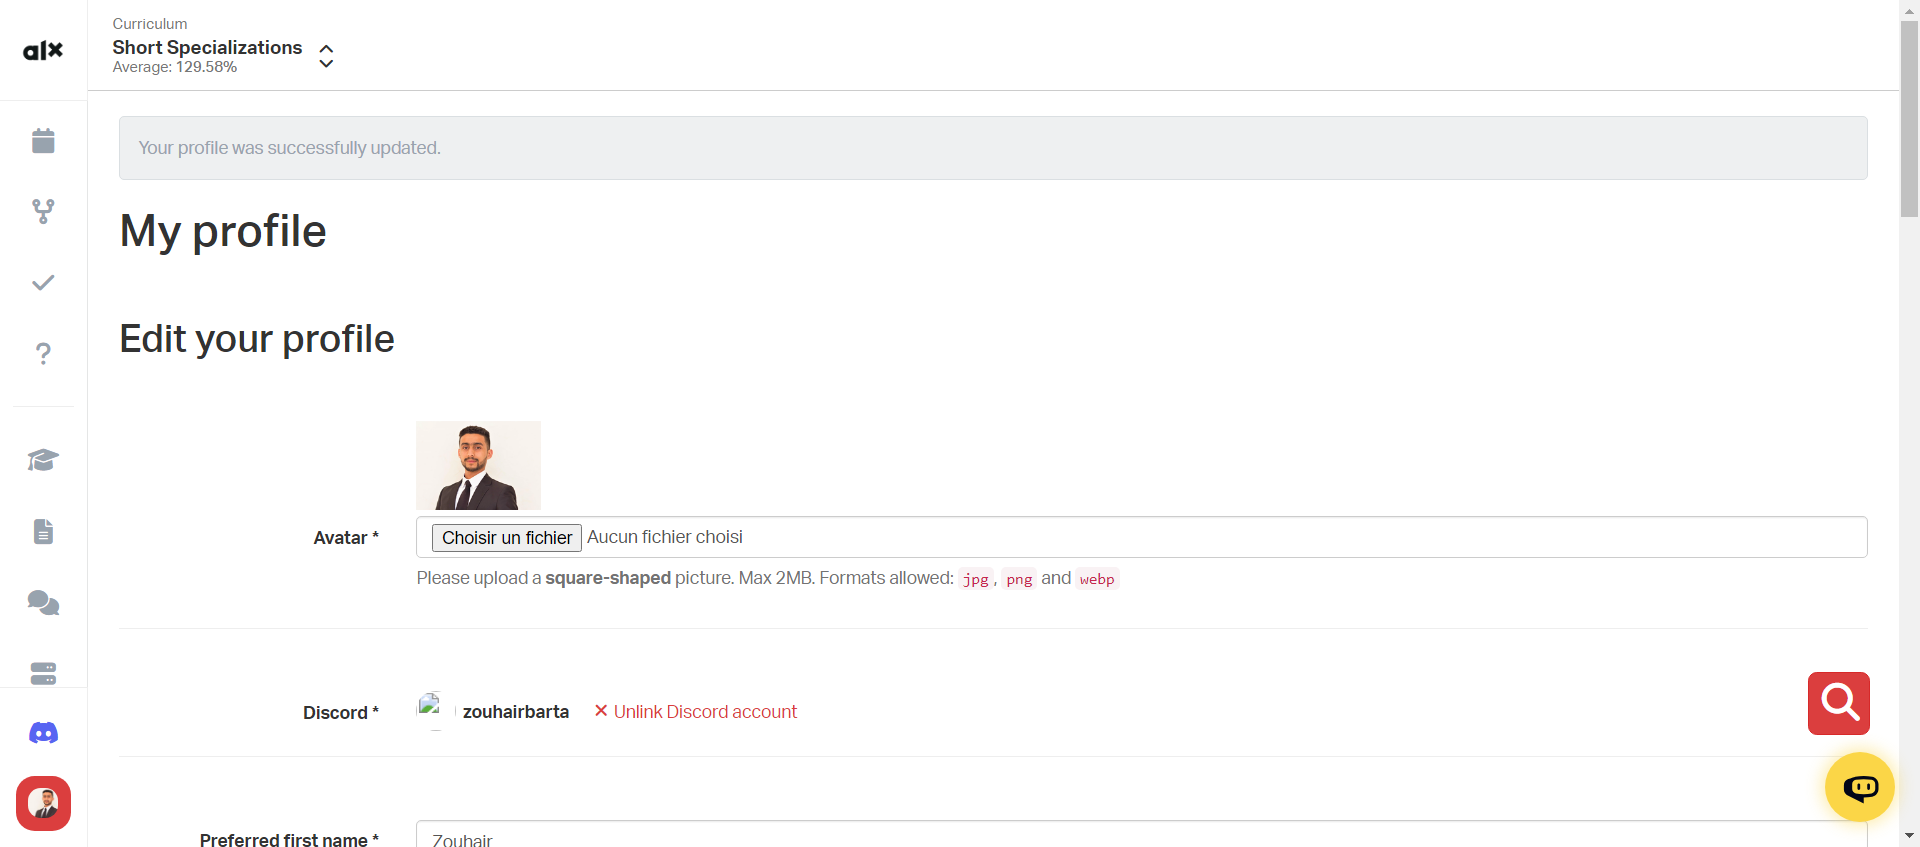 alx
Curriculum
Short Specializations
Average: 129.58%
Your profile was successfully updated.
My profile
Edit your profile
Avatar *
Choisir un fichier Aucun fichier choisi
Please upload a square-shaped picture. Max 2MB. Formats allowed: jpg, png and webp
Discord *
zouhairbarta
✕ Unlink Discord account
Preferred first name *
Zouhair